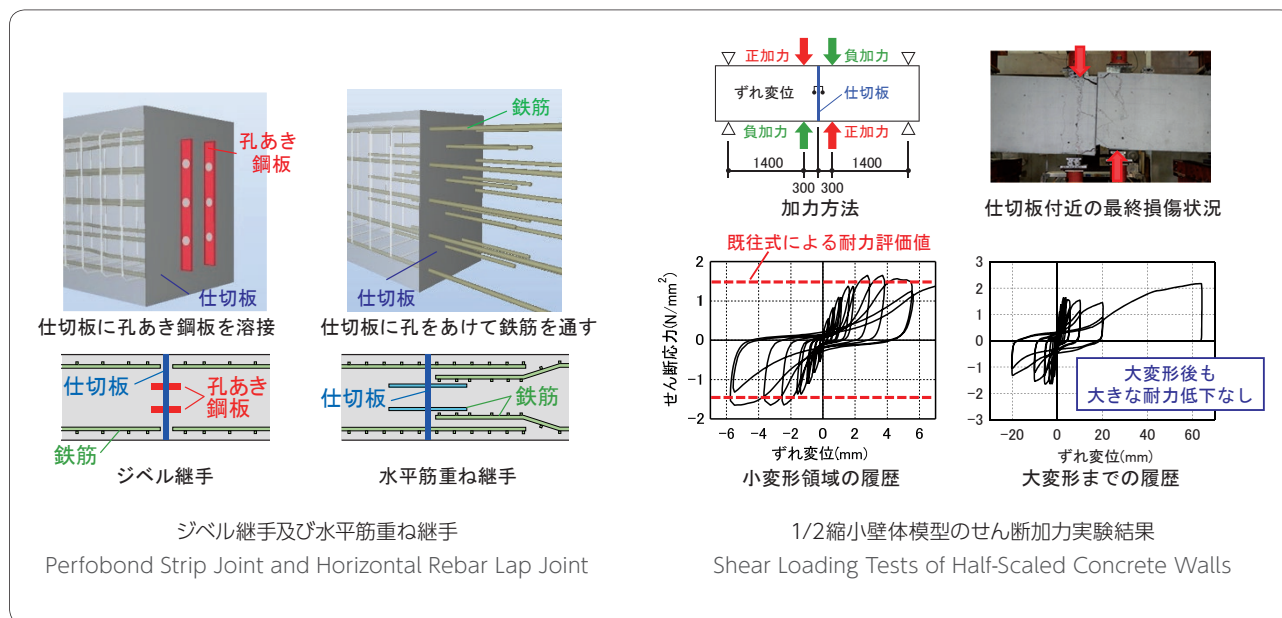 孔あき
鋼板
仕切板
仕切板に孔あき鋼板を溶接
鉄筋
仕切板
仕切板に孔をあけて鉄筋を通す
仕切板
孔あき
鋼板
鉄筋
ジベル継手
仕切板
鉄筋
水平筋重ね継手
ジベル継手及び水平筋重ね継手
Perfobond Strip Joint and Horizontal Rebar Lap Joint
正加力
負加力
ずれ変位
仕切板
負加力
正加力
1400
1400
300
300
加力方法
仕切板付近の最終損傷状況
既往式による耐力評価値
せん断応力(N/mm²)
2
1
0
-1
-2
-6
-4
-2
0
2
4
6
ずれ変位(mm)
小変形領域の履歴
3
2
1
0
-1
-2
-3
大変形後も
大きな耐力低下なし
-20
0
20
40
60
ずれ変位(mm)
大変形までの履歴
1/2縮小壁体模型のせん断加力実験結果
Shear Loading Tests of Half-Scaled Concrete Walls